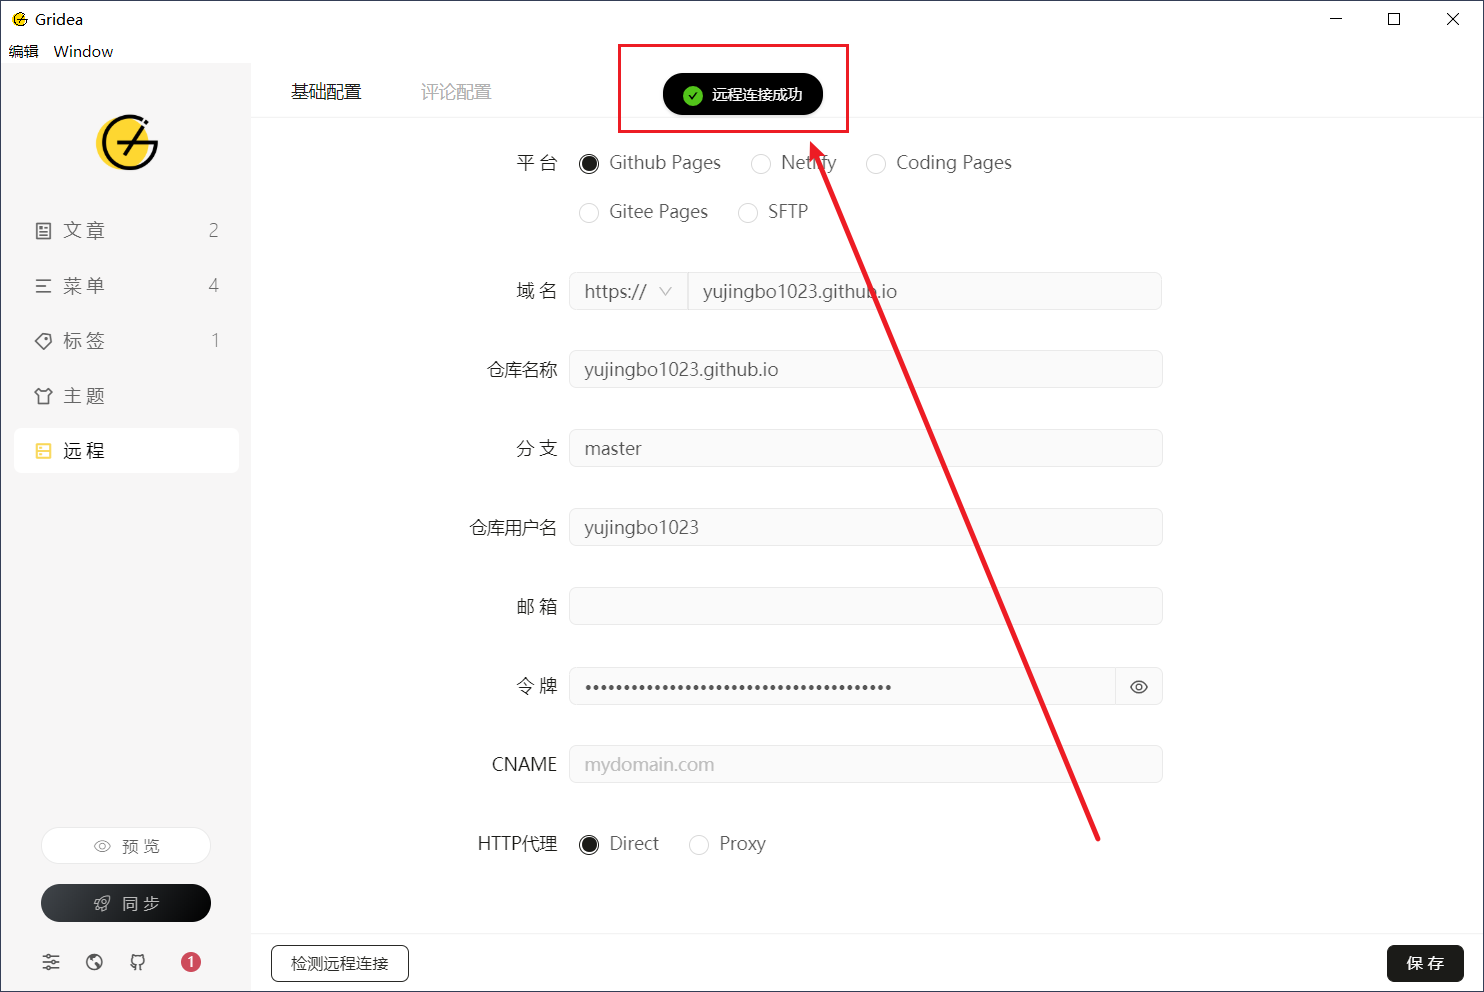 Gridea
编辑 Window
基础配置 评论配置
远程连接成功
平台 Github Pages Netlify Coding Pages
Gitee Pages SFTP
文章 2
菜单 4
标签 1
主题
远程
域名 https:// yujingbo1023.github.io
仓库名称 yujingbo1023.github.io
分支 master
仓库用户名 yujingbo1023
邮箱
令牌 ••••••••••••••••••••••••••••••••••••••••
CNAME mydomain.com
HTTP代理 Direct Proxy
预览
同步
1
检测远程连接
保存